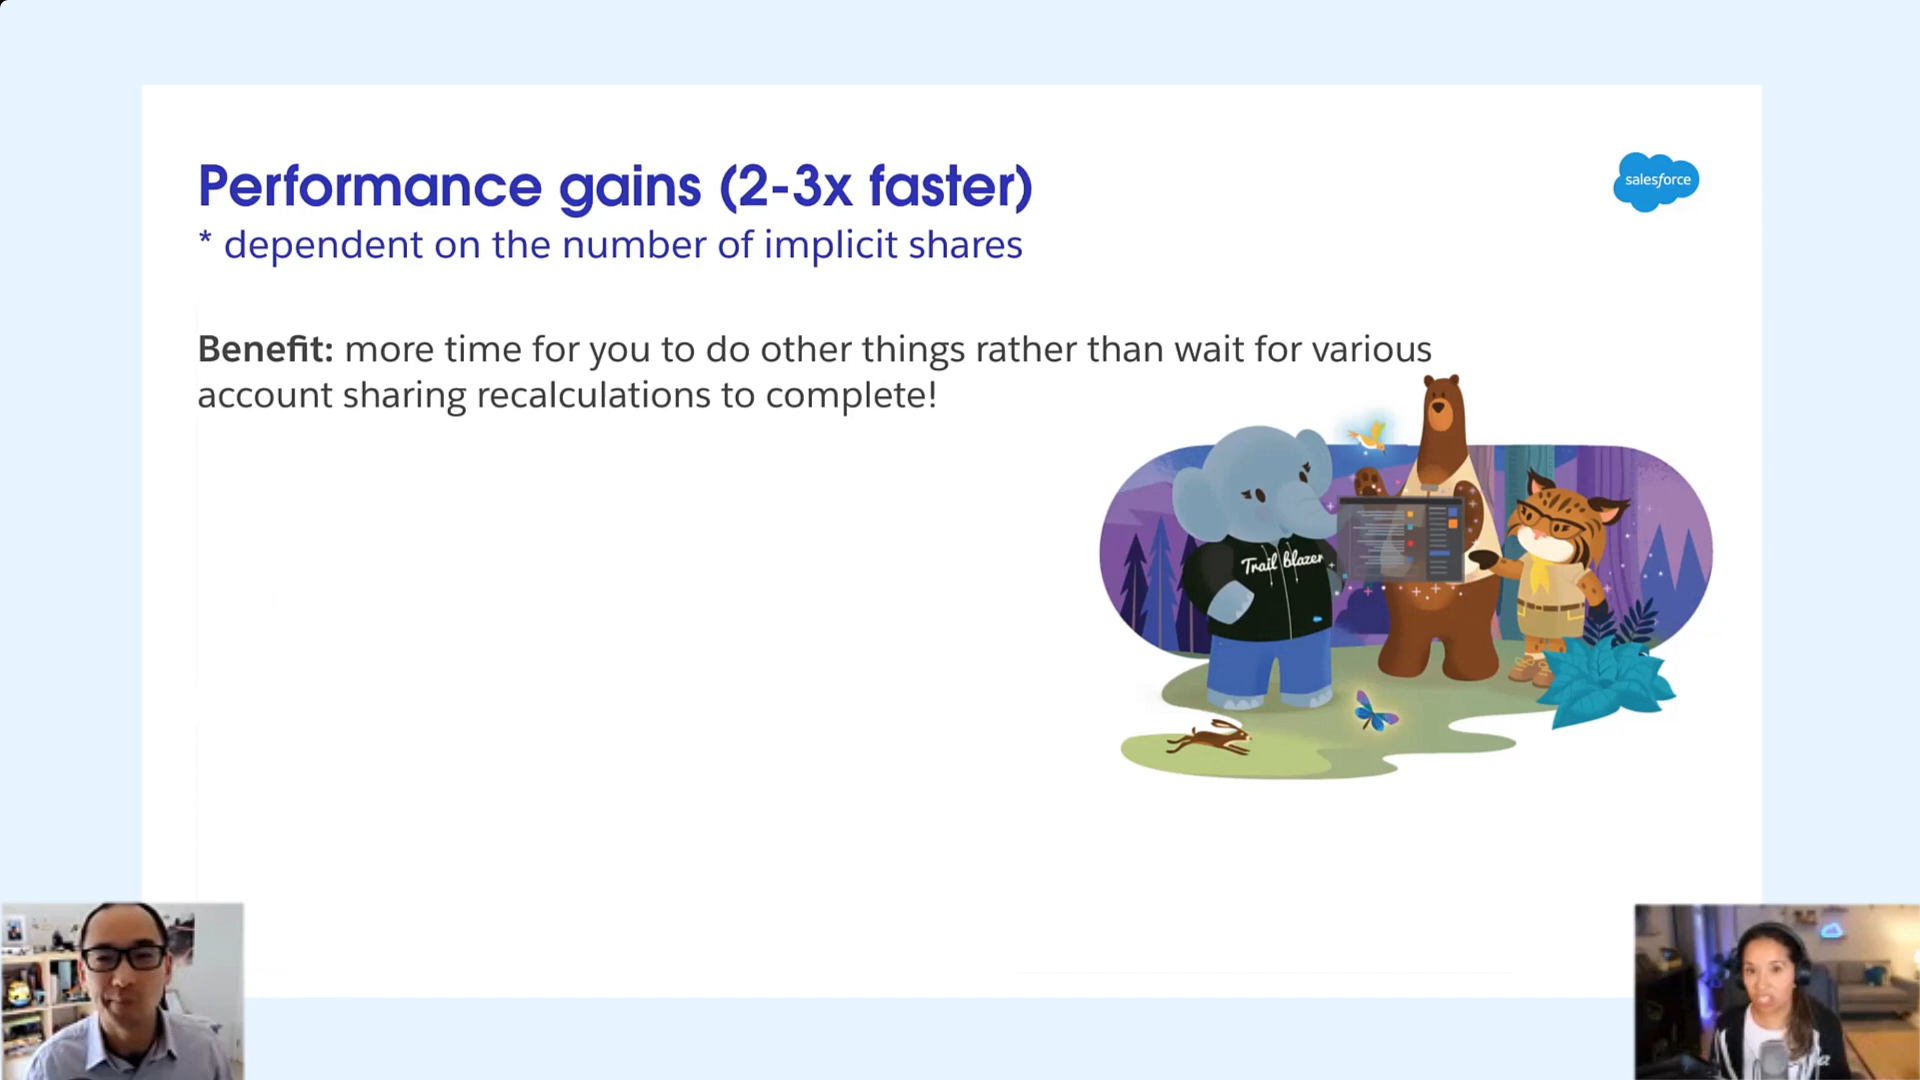 Performance gains (2-3x faster)
* dependent on the number of implicit shares
salesforce
Benefit: more time for you to do other things rather than wait for various
account sharing recalculations to complete!
Trail blazer